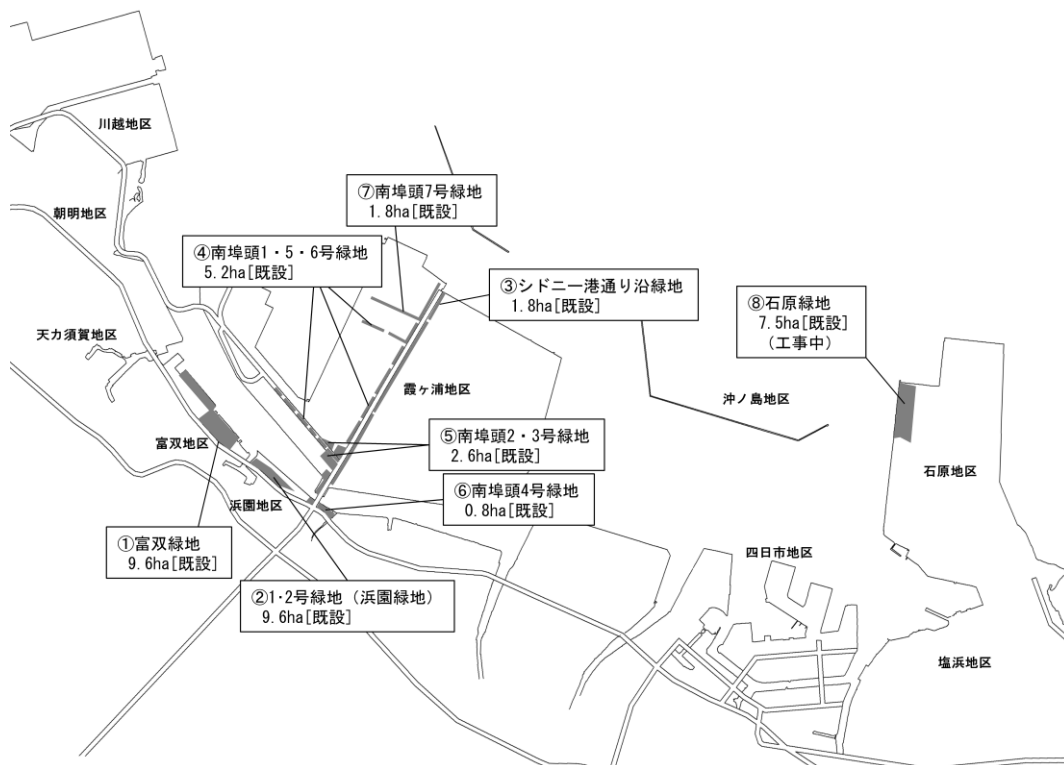 川越地区
朝明地区
⑦南埠頭7号緑地
1.8ha[既設]
④南埠頭1・5・6号緑地
5.2ha[既設]
③シドニー港通り沿緑地
1.8ha[既設]
⑧石原緑地
7.5ha[既設]
(工事中)
天カ須賀地区
霞ヶ浦地区
沖ノ島地区
富双地区
⑤南埠頭2・3号緑地
2.6ha[既設]
石原地区
浜園地区
⑥南埠頭4号緑地
0.8ha[既設]
①富双緑地
9.6ha[既設]
四日市地区
②1・2号緑地(浜園緑地)
9.6ha[既設]
塩浜地区